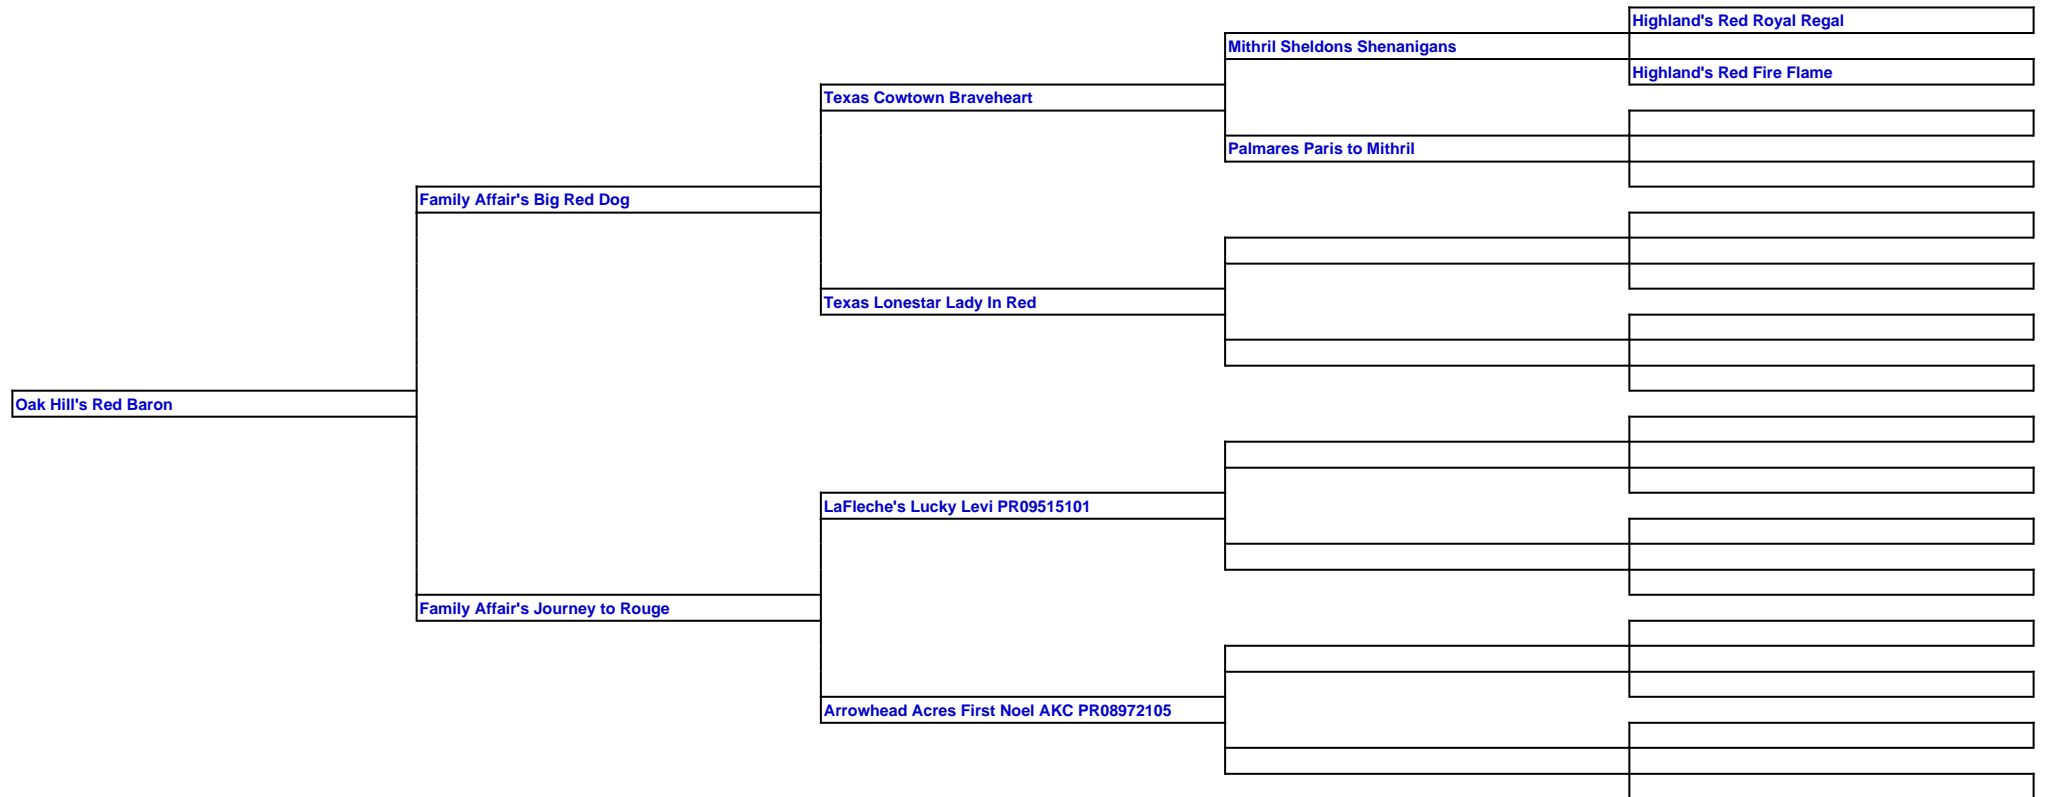 Highland's Red Royal Regal
Mithril Sheldons Shenanigans
Highland's Red Fire Flame
Texas Cowtown Braveheart
Palmares Paris to Mithril
Family Affair's Big Red Dog
Texas Lonestar Lady In Red
Oak Hill's Red Baron
LaFleche's Lucky Levi PR09515101
Family Affair's Journey to Rouge
Arrowhead Acres First Noel AKC PR08972105